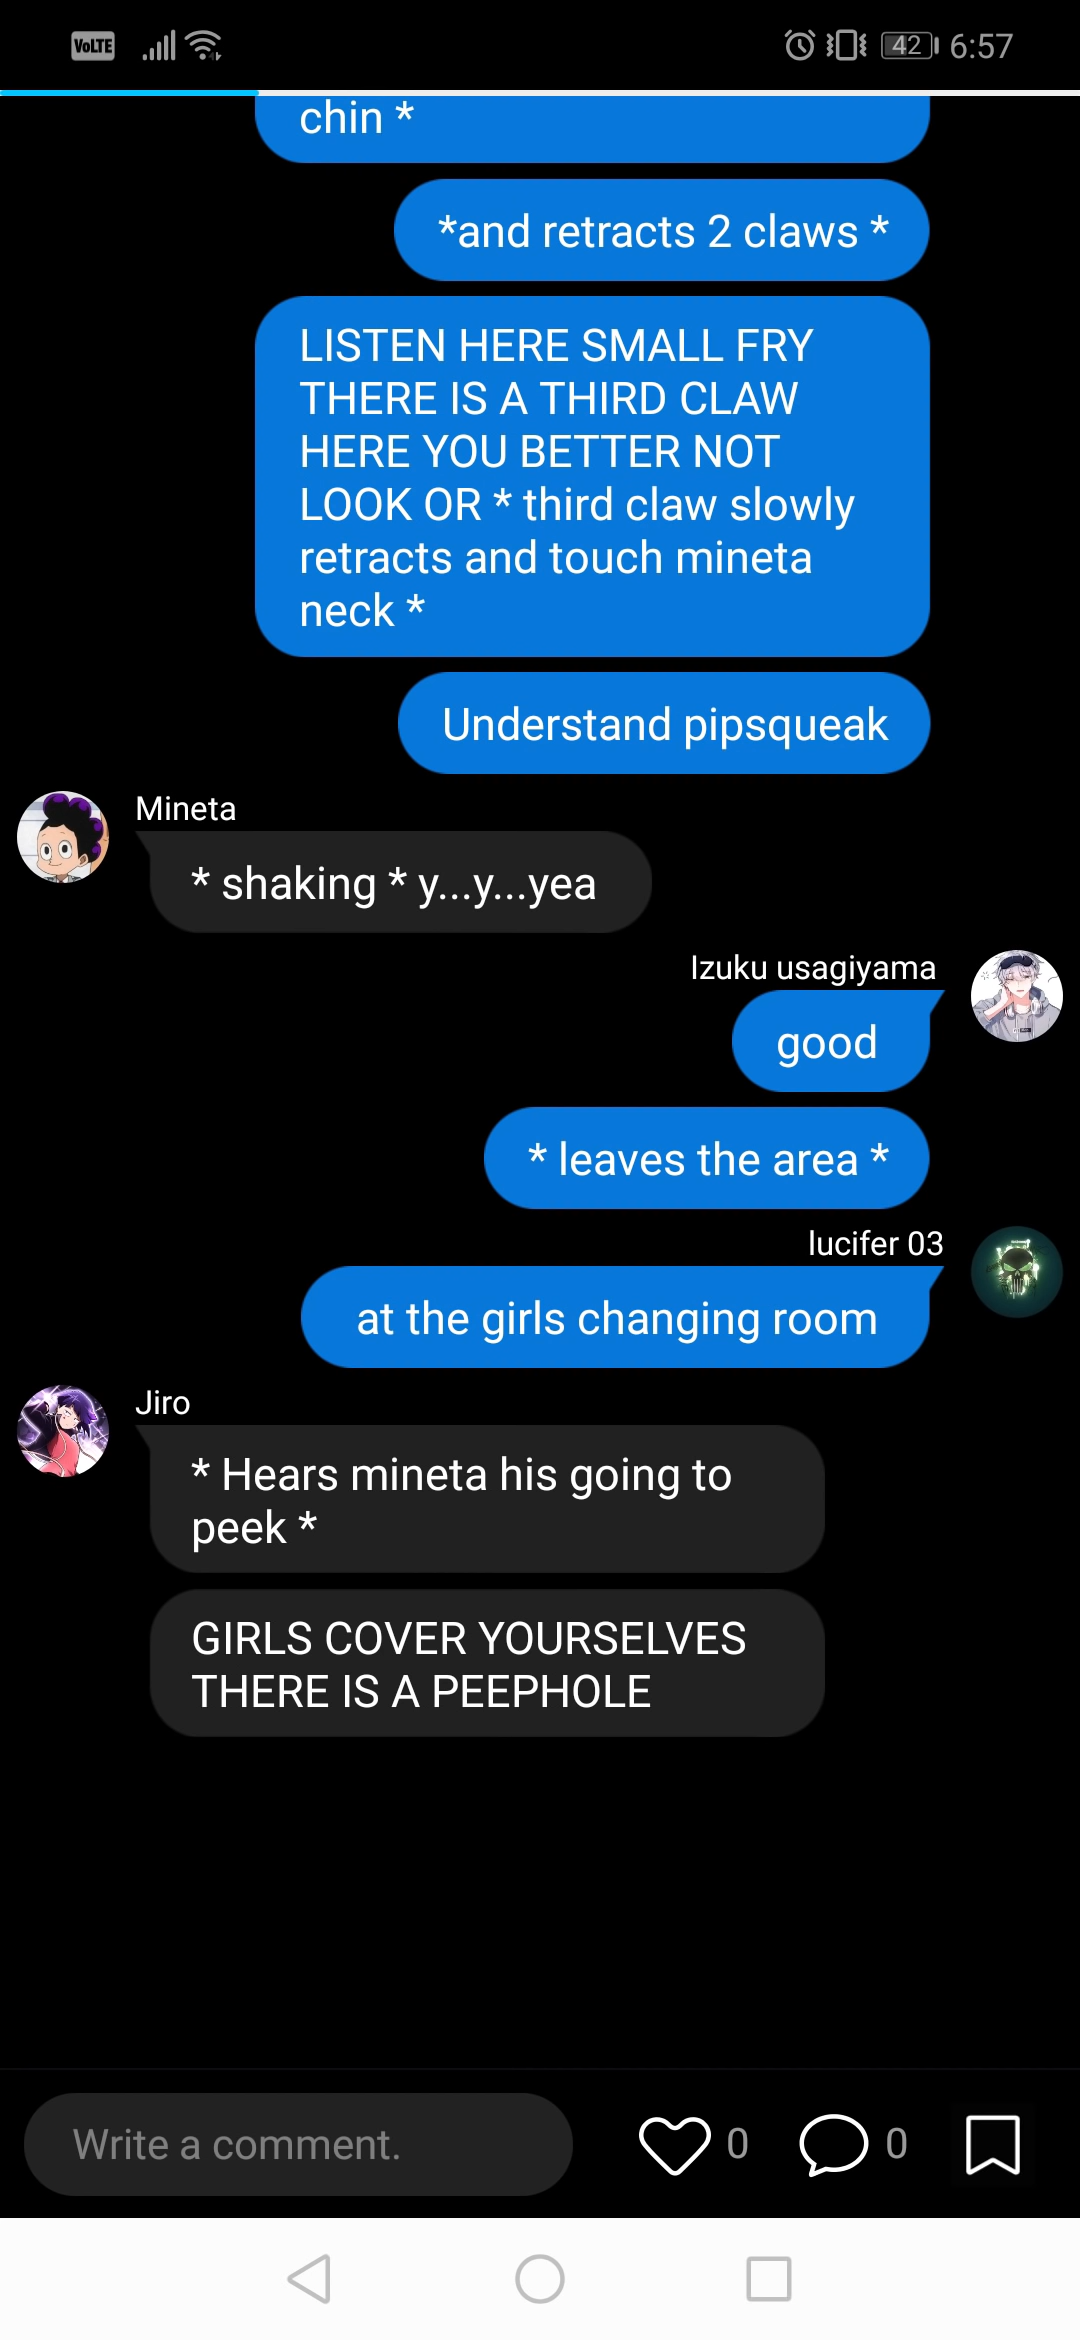 VoLTE 42 6:57
chin *
*and retracts 2 claws *
LISTEN HERE SMALL FRY
THERE IS A THIRD CLAW
HERE YOU BETTER NOT
LOOK OR * third claw slowly
retracts and touch mineta
neck *
Understand pipsqueak
Mineta
* shaking * y...y...yea
Izuku usagiyama
good
* leaves the area *
lucifer 03
at the girls changing room
Jiro
* Hears mineta his going to
peek *
GIRLS COVER YOURSELVES
THERE IS A PEEPHOLE
Write a comment. 0 0